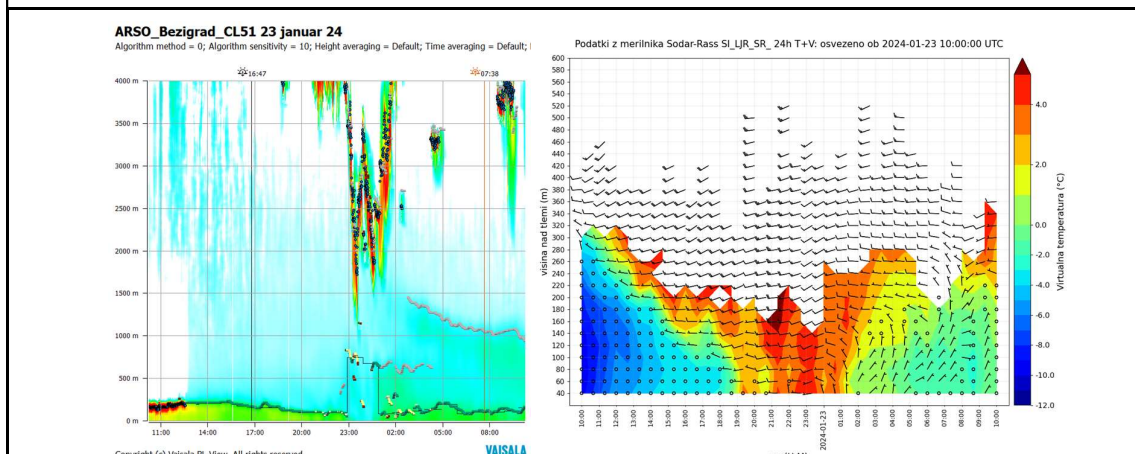 ARSO_Bezigrad_CL51 23 januar 24
Algorithm method = 0; Algorithm sensitivity = 10; Height averaging = Default; Time averaging = Default;
16:47
07:38
4000 m
3500 m
3000 m
2500 m
2000 m
1500 m
1000 m
500 m
0 m
11:00 14:00 17:00 20:00 23:00 02:00 05:00 08:00
VAISALA
Podatki z merilnika Sodar-Rass SI_LJR_SR_ 24h T+V: osvezeno ob 2024-01-23 10:00:00 UTC
višina nad tlemi (m)
600
580
560
540
520
500
480
460
440
420
400
380
360
340
320
300
280
260
240
220
200
180
160
140
120
100
80
60
40
10:00 11:00 12:00 13:00 14:00 15:00 16:00 17:00 18:00 19:00 20:00 21:00 22:00 23:00 2024-01-23 01:00 02:00 03:00 04:00 05:00 06:00 07:00 08:00 09:00 10:00
4.0
2.0
0.0
-2.0
-4.0
-6.0
-8.0
-10.0
-12.0
Virtualna temperatura (°C)